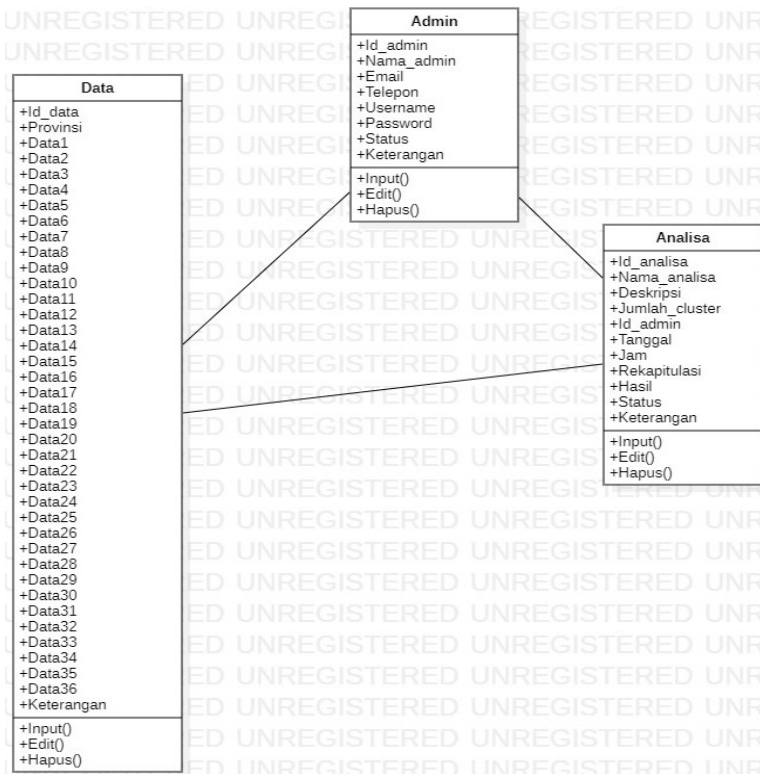 UNREGISTERED UNREGISTERED UNREGISTERED
Admin
+Id_admin
+Nama_admin
+Email
+Telepon
+Username
+Password
+Status
+Keterangan
+Input()
+Edit()
+Hapus()
Data
+Id_data
+Provinsi
+Data1
+Data2
+Data3
+Data4
+Data5
+Data6
+Data7
+Data8
+Data9
+Data10
+Data11
+Data12
+Data13
+Data14
+Data15
+Data16
+Data17
+Data18
+Data19
+Data20
+Data21
+Data22
+Data23
+Data24
+Data25
+Data26
+Data27
+Data28
+Data29
+Data30
+Data31
+Data32
+Data33
+Data34
+Data35
+Data36
+Keterangan
+Input()
+Edit()
+Hapus()
Analisa
+Id_analisa
+Nama_analisa
+Deskripsi
+Jumlah_cluster
+Id_admin
+Tanggal
+Jam
+Rekapitulasi
+Hasil
+Status
+Keterangan
+Input()
+Edit()
+Hapus()